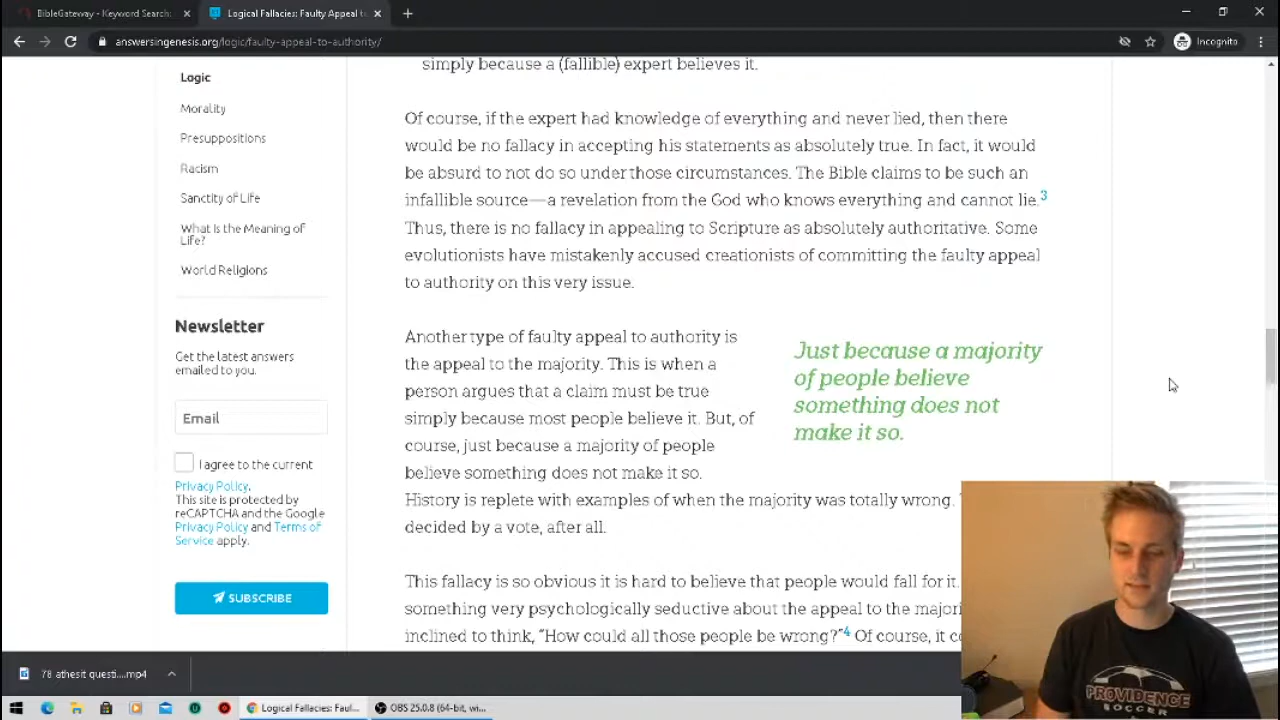 BibleGateway - Keyword Search:
Logical Fallacies: Faulty Appeal to
answersingenesis.org/logic/faulty-appeal-to-authority/
Incognito
Logic
Morality
Presuppositions
Racism
Sanctity of Life
What Is the Meaning of
Life?
World Religions
Newsletter
Get the latest answers
emailed to you.
Email
I agree to the current
Privacy Policy.
This site is protected by
reCAPTCHA and the Google
Privacy Policy and Terms of
Service apply.
SUBSCRIBE
simply because a (fallible) expert believes it.
Of course, if the expert had knowledge of everything and never lied, then there
would be no fallacy in accepting his statements as absolutely true. In fact, it would
be absurd to not do so under those circumstances. The Bible claims to be such an
infallible source—a revelation from the God who knows everything and cannot lie.3
Thus, there is no fallacy in appealing to Scripture as absolutely authoritative. Some
evolutionists have mistakenly accused creationists of committing the faulty appeal
to authority on this very issue.
Another type of faulty appeal to authority is
the appeal to the majority. This is when a
person argues that a claim must be true
simply because most people believe it. But, of
course, just because a majority of people
believe something does not make it so.
History is replete with examples of when the majority was totally wrong.
decided by a vote, after all.
Just because a majority
of people believe
something does not
make it so.
This fallacy is so obvious it is hard to believe that people would fall for it.
something very psychologically seductive about the appeal to the majori
inclined to think, "How could all those people be wrong?"4 Of course, it co
PROVIDENCE
SOCCER
78 athesit questi....mp4
Logical Fallacies: Faul...
OBS 25.0.8 (64-bit, wi...